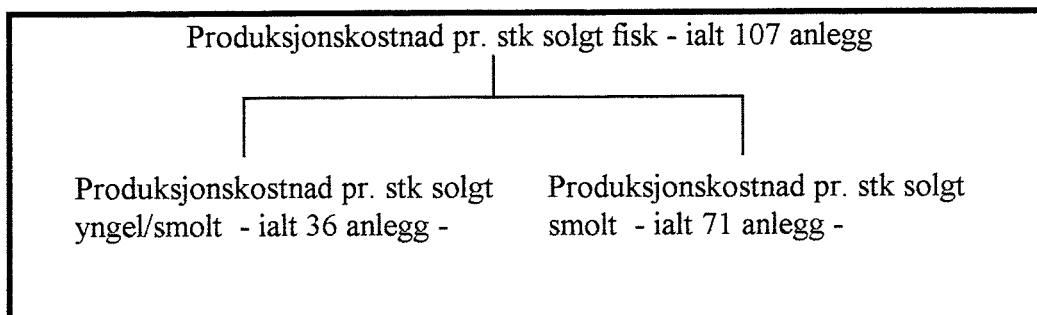 Produksjonskostnad pr. stk solgt fisk - ialt 107 anlegg
Produksjonskostnad pr. stk solgt
yngel/smolt - ialt 36 anlegg -
Produksjonskostnad pr. stk solgt
smolt - ialt 71 anlegg -